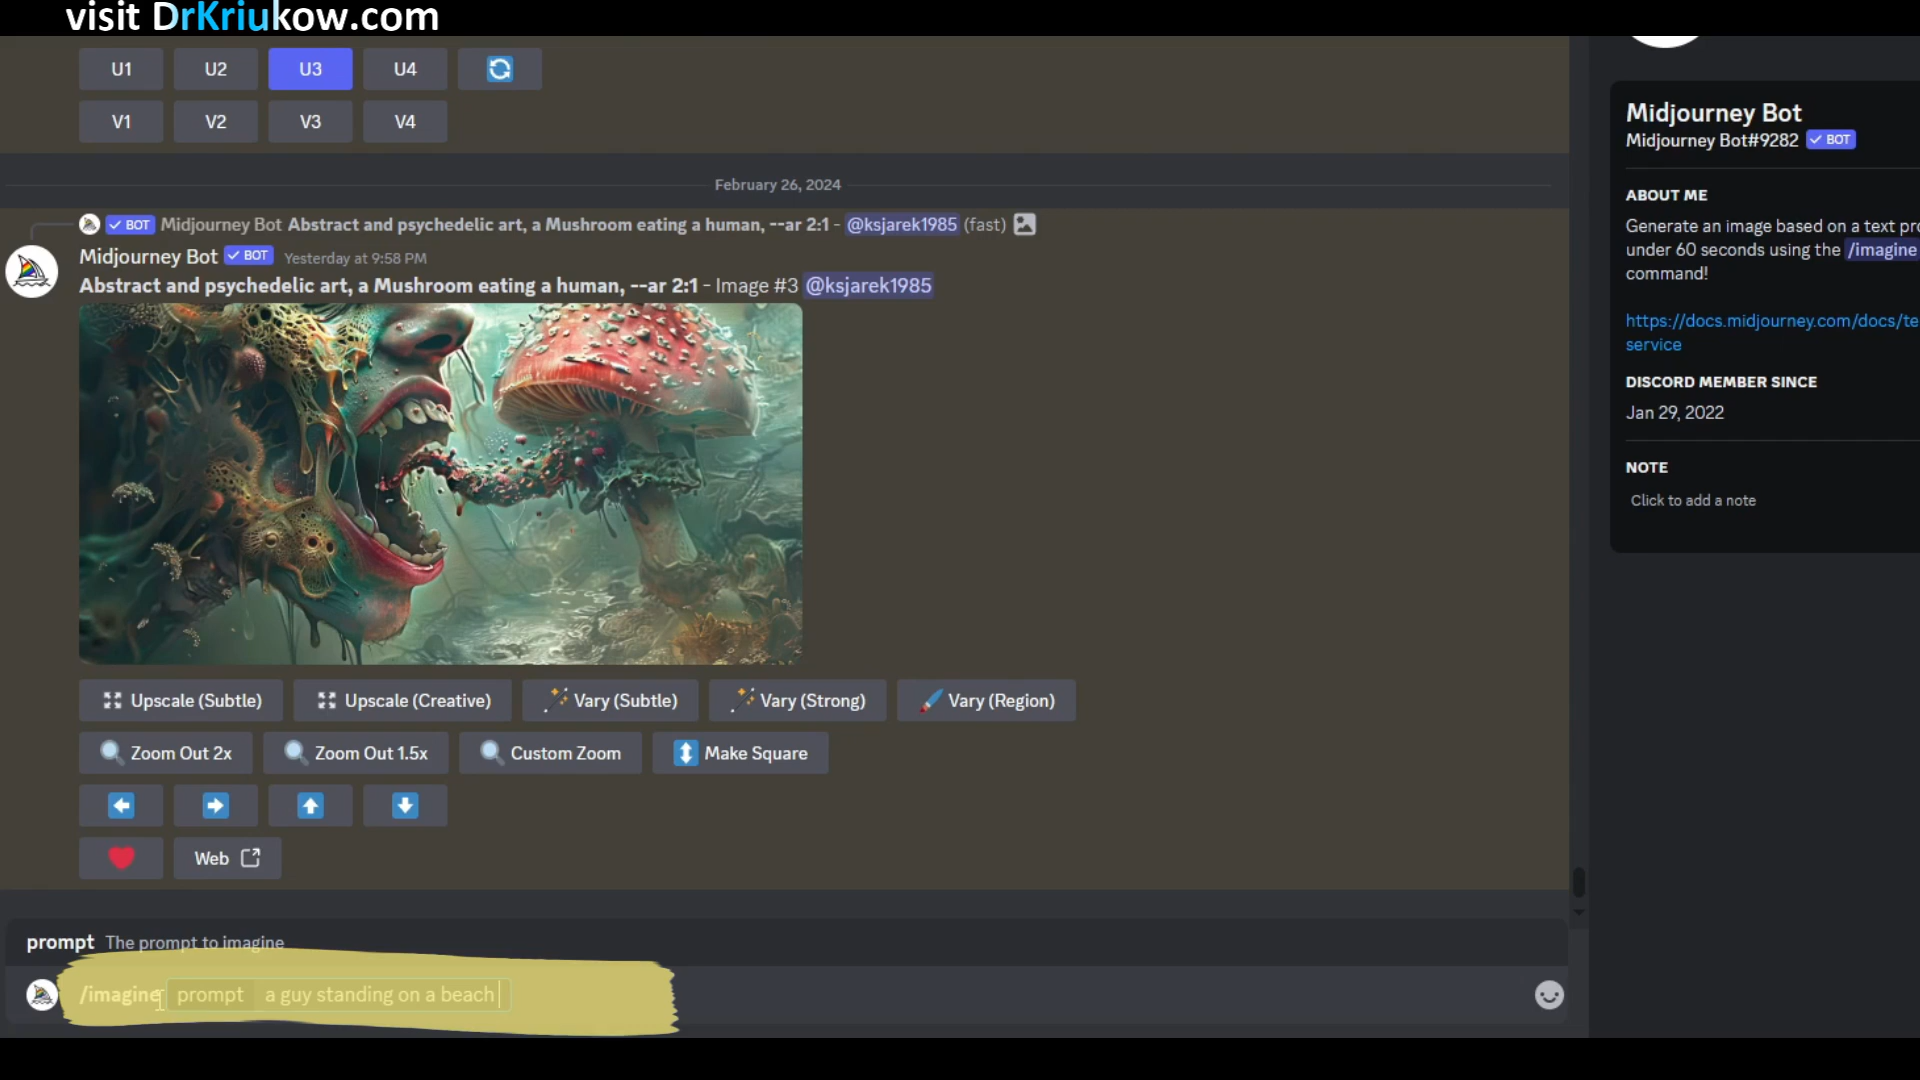 visit DrKriukow.com
U1 U2 U3 U4
V1 V2 V3 V4
February 26, 2024
BOT Midjourney Bot Abstract and psychedelic art, a Mushroom eating a human, --ar 2:1 - @ksjarek1985 (fast)
Midjourney Bot BOT Yesterday at 9:58 PM
Abstract and psychedelic art, a Mushroom eating a human, --ar 2:1 - Image #3 @ksjarek1985
Upscale (Subtle) Upscale (Creative) Vary (Subtle) Vary (Strong) Vary (Region)
Zoom Out 2x Zoom Out 1.5x Custom Zoom Make Square
Web
prompt The prompt to imagine
/imagine prompt a guy standing on a beach
Midjourney Bot
Midjourney Bot#9282 BOT
ABOUT ME
Generate an image based on a text
under 60 seconds using the /imagine
command!
https://docs.midjourney.com/docs/te
service
DISCORD MEMBER SINCE
Jan 29, 2022
NOTE
Click to add a note